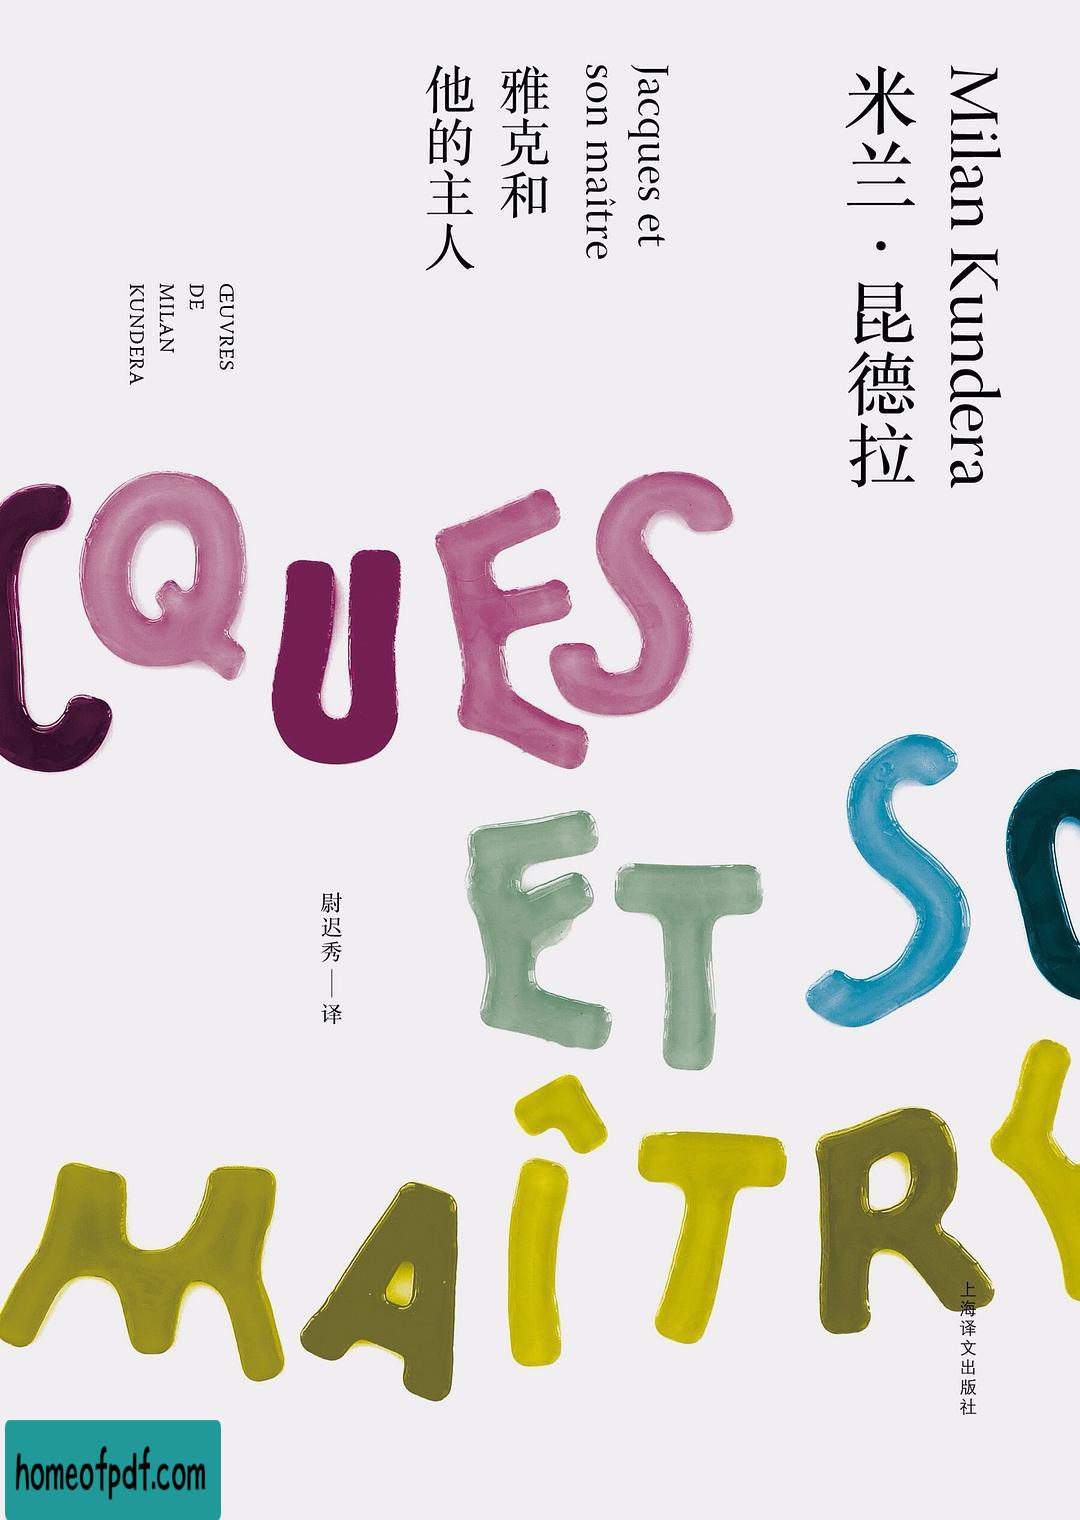 Milan Kundera
米兰·昆德拉
Jacques et
son maître
雅克和
他的主人
ŒUVRES
DE
MILAN
KUNDERA
CQUES
ET SO
MAÎTR
尉迟秀——译
上海译文出版社
homeofpdf.com